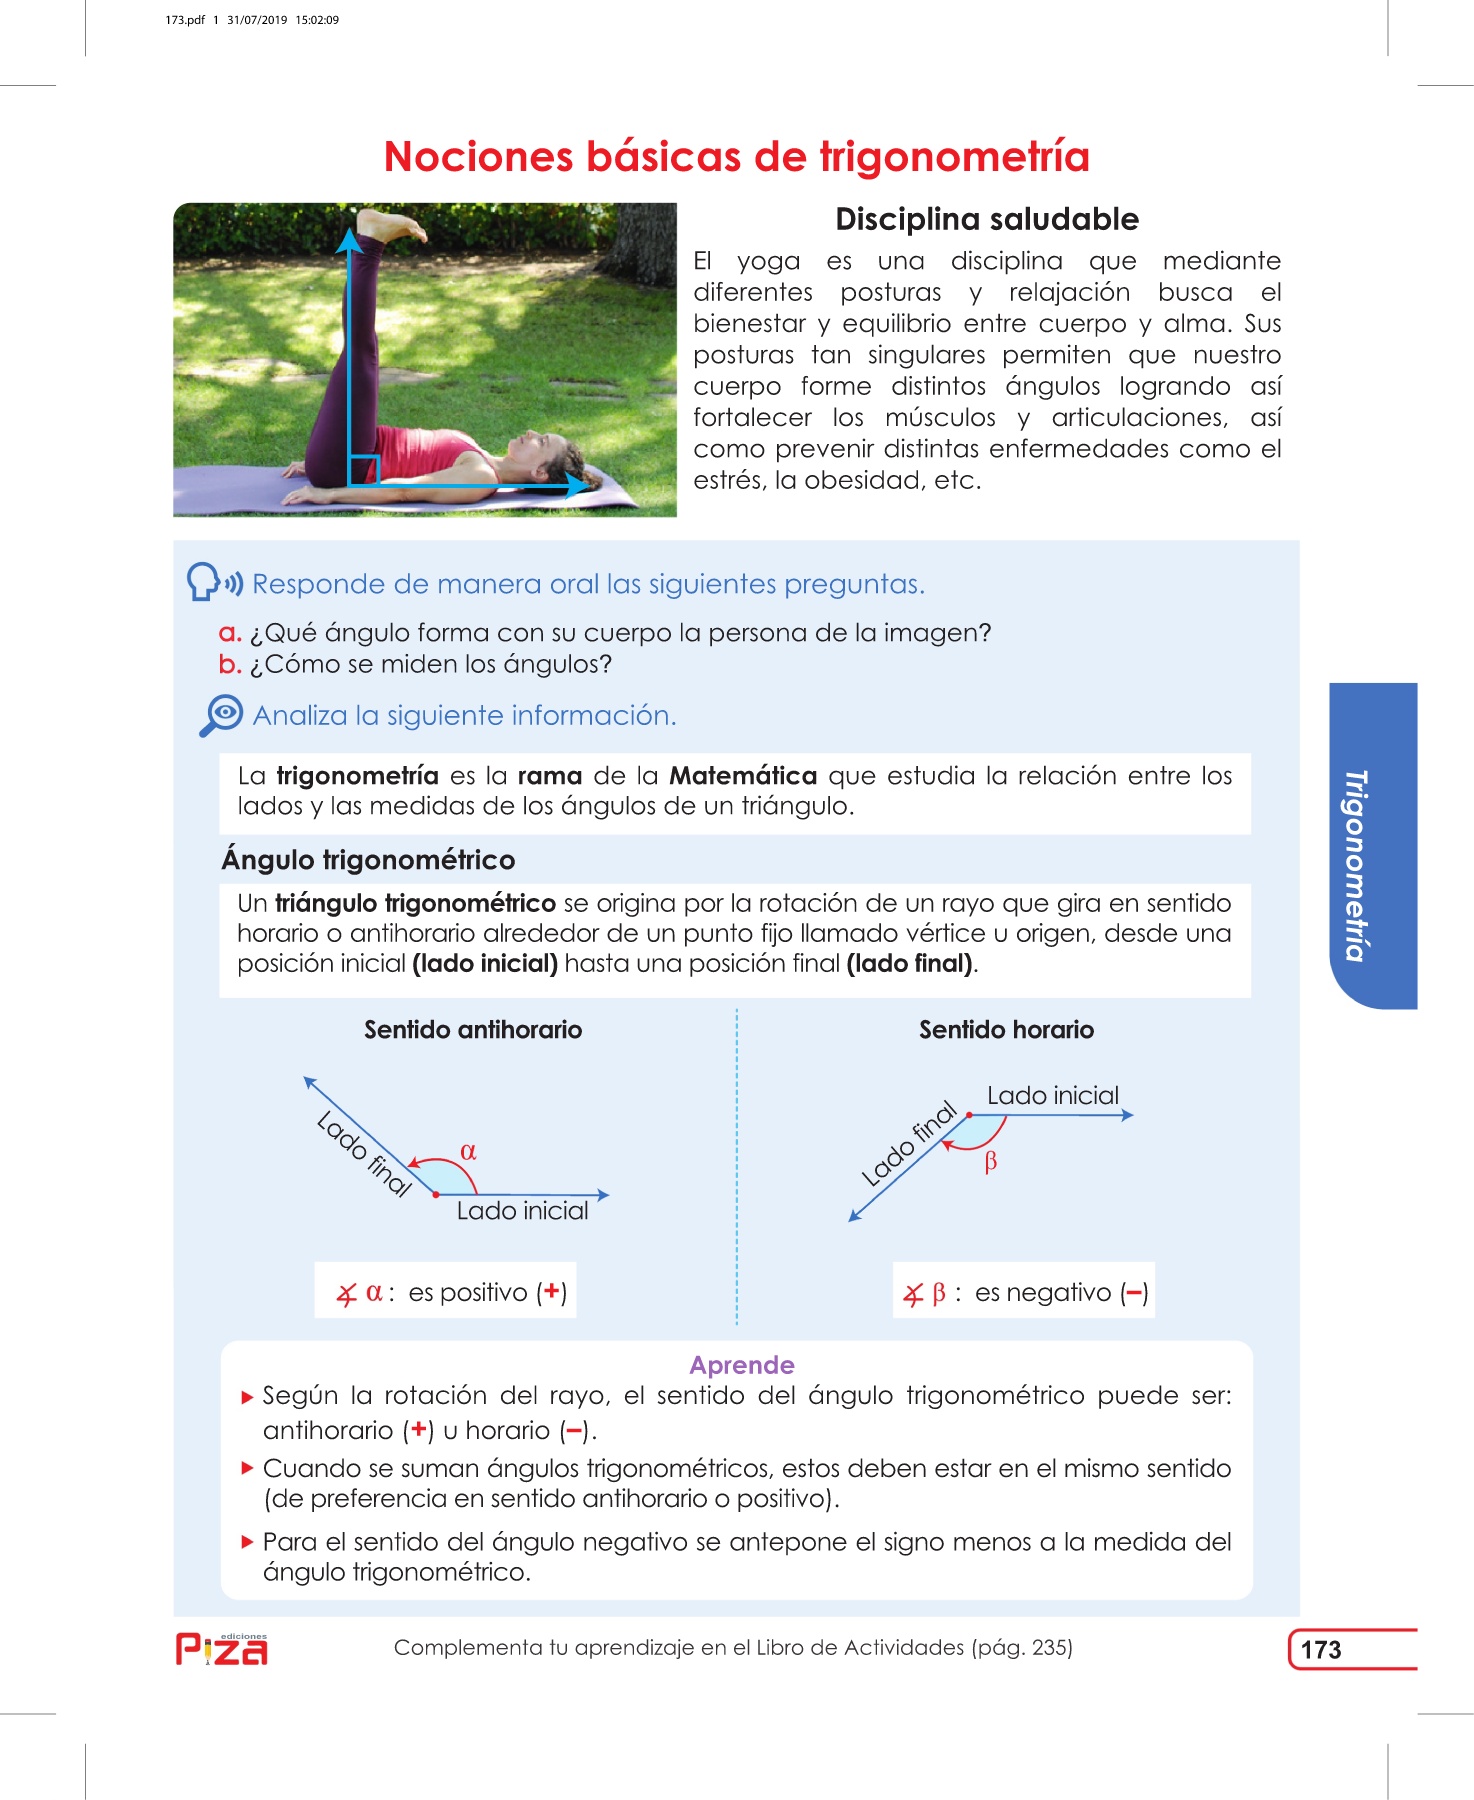 173.pdf 1 31/07/2019 15:02:09
Nociones básicas de trigonometría
Disciplina saludable
El yoga es una disciplina que mediante
diferentes posturas y relajación busca el
bienestar y equilibrio entre cuerpo y alma. Sus
posturas tan singulares permiten que nuestro
cuerpo forme distintos ángulos logrando así
fortalecer los músculos y articulaciones, así
como prevenir distintas enfermedades como el
estrés, la obesidad, etc.
Responde de manera oral las siguientes preguntas.
a. ¿Qué ángulo forma con su cuerpo la persona de la imagen?
b. ¿Cómo se miden los ángulos?
Analiza la siguiente información.
La trigonometría es la rama de la Matemática que estudia la relación entre los
lados y las medidas de los ángulos de un triángulo.
Ángulo trigonométrico
Un triángulo trigonométrico se origina por la rotación de un rayo que gira en sentido
horario o antihorario alrededor de un punto fijo llamado vértice u origen, desde una
posición inicial (lado inicial) hasta una posición final (lado final).
Sentido antihorario
Lado final
α
Lado inicial
∡ α : es positivo (+)
Sentido horario
Lado inicial
Lado final
β
∡ β : es negativo (−)
Aprende
Según la rotación del rayo, el sentido del ángulo trigonométrico puede ser:
antihorario (+) u horario (−).
Cuando se suman ángulos trigonométricos, estos deben estar en el mismo sentido
(de preferencia en sentido antihorario o positivo).
Para el sentido del ángulo negativo se antepone el signo menos a la medida del
ángulo trigonométrico.
Trigonometría
ediciones
Piza
Complementa tu aprendizaje en el Libro de Actividades (pág. 235)
173